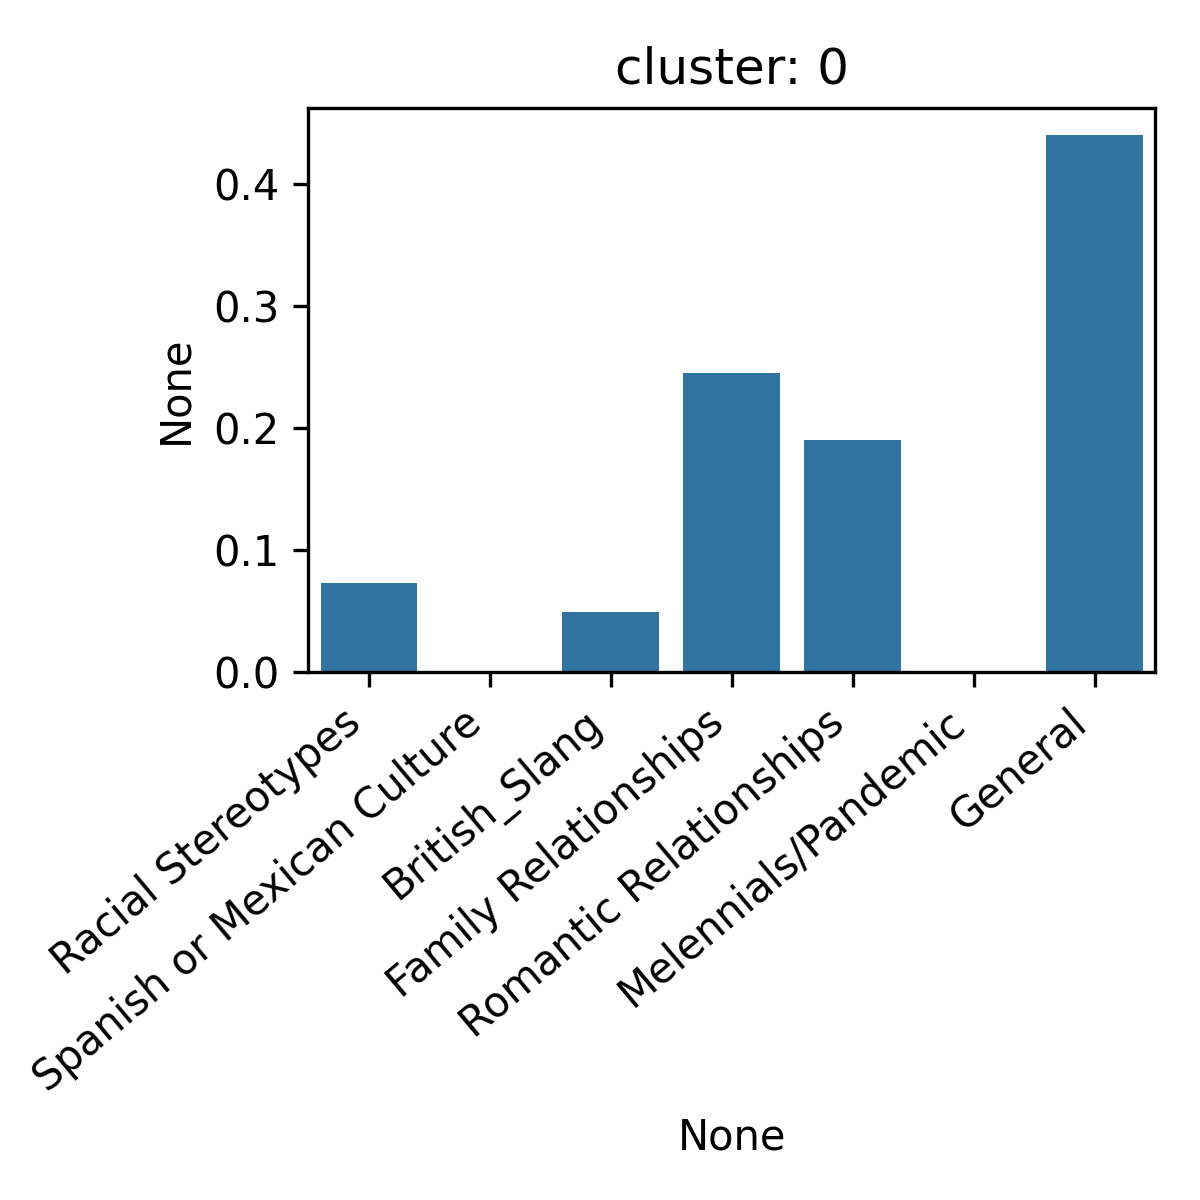 cluster: 0
None
0.4
0.3
0.2
0.1
0.0
Racial Stereotypes
Spanish or Mexican Culture
British_Slang
Family Relationships
Romantic Relationships
Melennials/Pandemic
General
None